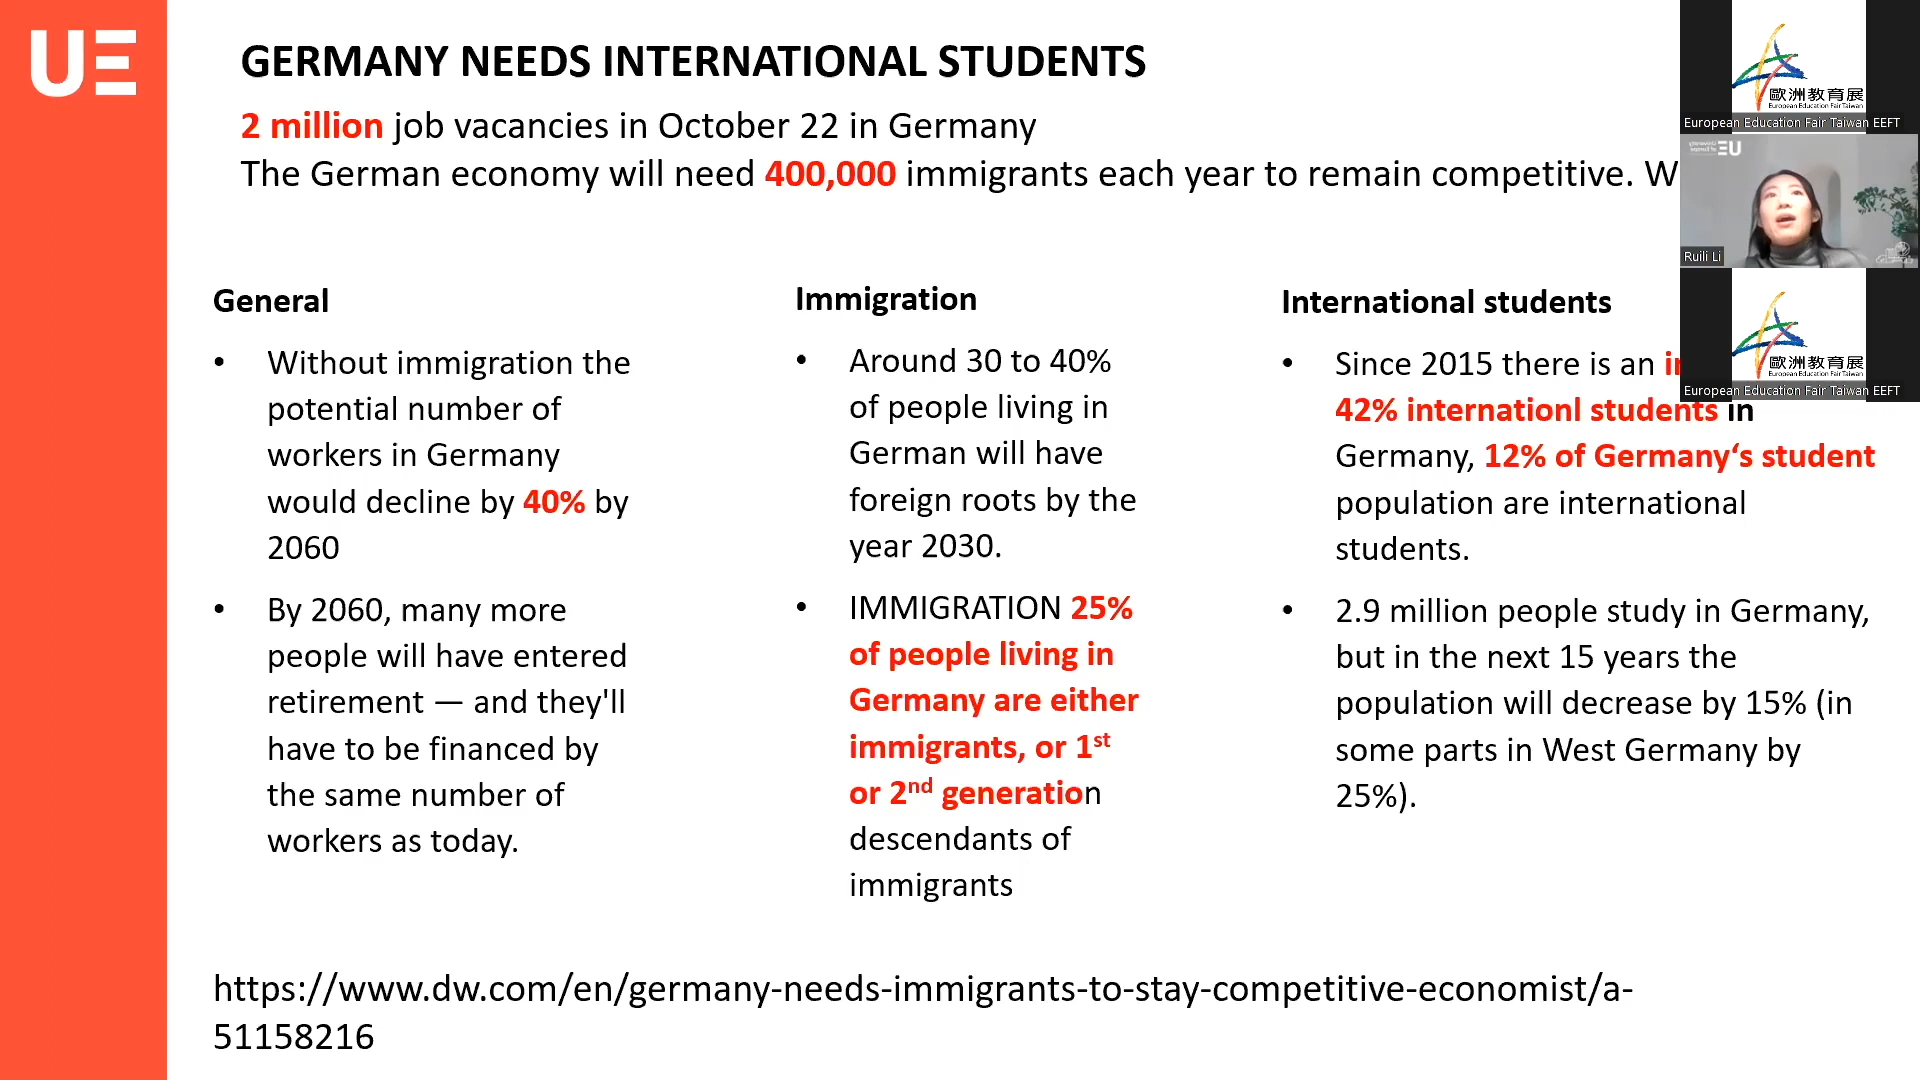 UE
GERMANY NEEDS INTERNATIONAL STUDENTS
2 million job vacancies in October 22 in Germany
The German economy will need 400,000 immigrants each year to remain competitive. W
General
• Without immigration the
potential number of
workers in Germany
would decline by 40% by
2060
• By 2060, many more
people will have entered
retirement — and they'll
have to be financed by
the same number of
workers as today.
Immigration
• Around 30 to 40%
of people living in
German will have
foreign roots by the
year 2030.
• IMMIGRATION 25%
of people living in
Germany are either
immigrants, or 1st
or 2nd generation
descendants of
immigrants
International students
• Since 2015 there is an
42% internationl students in
Germany, 12% of Germany‘s student
population are international
students.
• 2.9 million people study in Germany,
but in the next 15 years the
population will decrease by 15% (in
some parts in West Germany by
25%).
https://www.dw.com/en/germany-needs-immigrants-to-stay-competitive-economist/a-
51158216
歐洲教育展
European Education Fair Taiwan
European Education Fair Taiwan EEFT
UE
Ruili Li
歐洲教育展
European Education Fair Taiwan
European Education Fair Taiwan EEFT